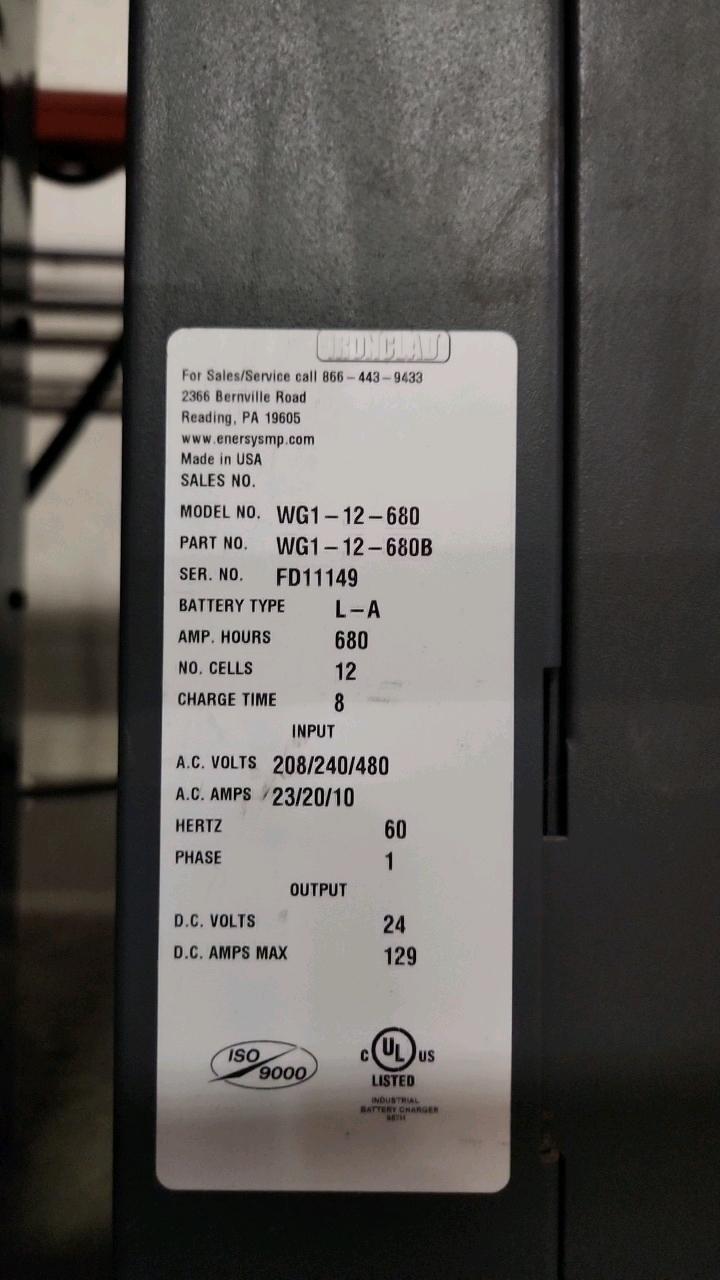 IRONCLAD
For Sales/Service call 866-443-9433
2366 Bernville Road
Reading, PA 19605
www.enersysmp.com
Made in USA
SALES NO.
MODEL NO. WG1-12-680
PART NO. WG1-12-680B
SER. NO. FD11149
BATTERY TYPE L-A
AMP. HOURS 680
NO. CELLS 12
CHARGE TIME 8
INPUT
A.C. VOLTS 208/240/480
A.C. AMPS 23/20/10
HERTZ 60
PHASE 1
OUTPUT
D.C. VOLTS 24
D.C. AMPS MAX 129
ISO 9000
C UL US
LISTED
INDUSTRIAL
BATTERY CHARGER